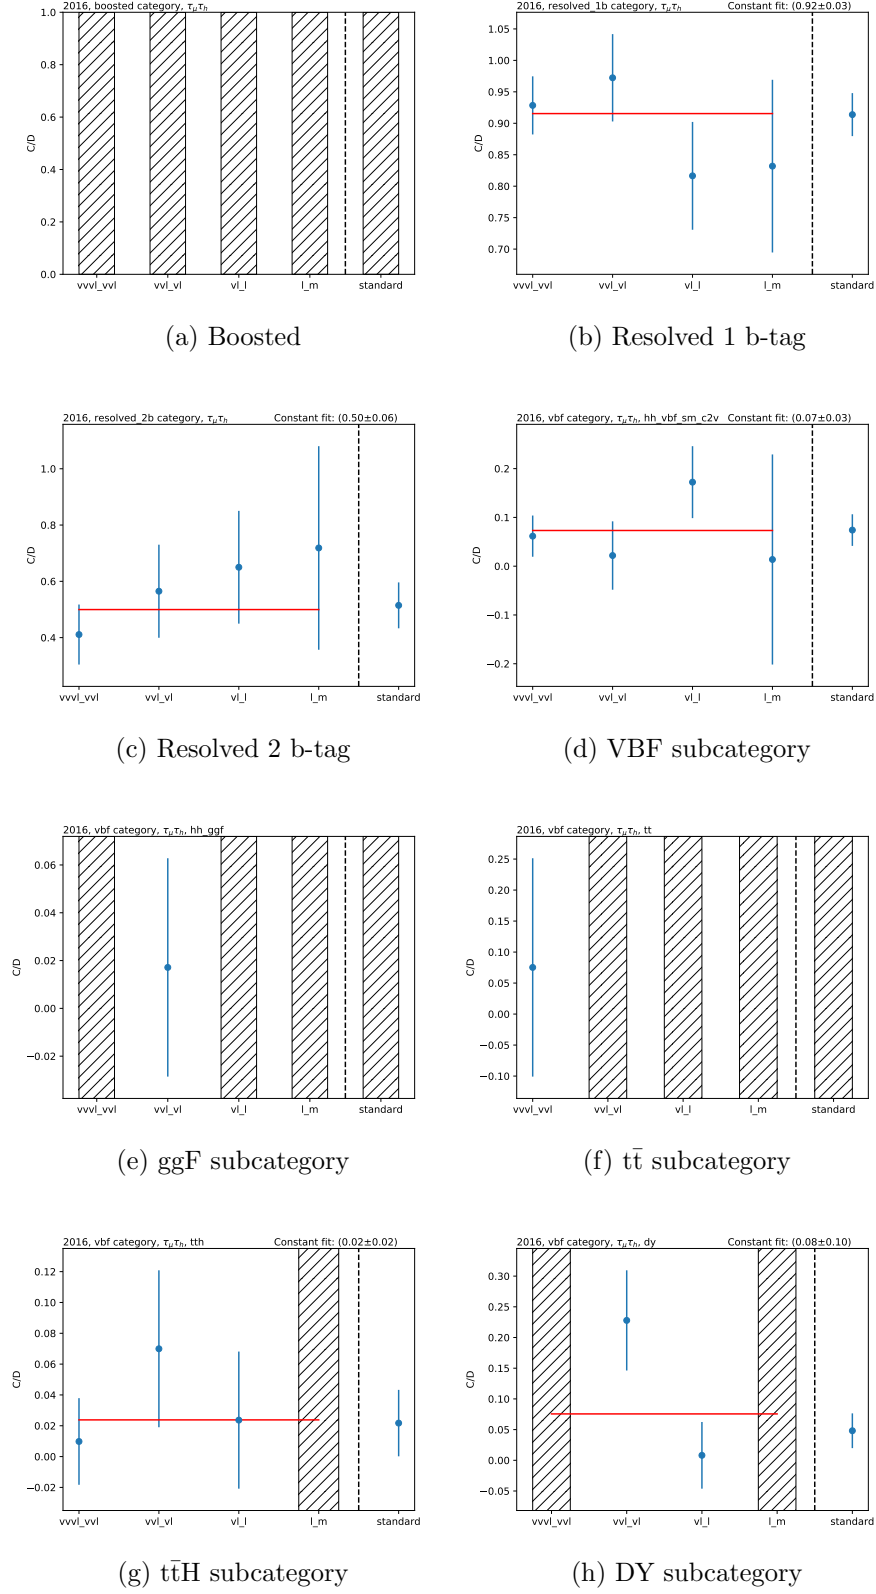 2016, boosted category, τμτh
1.0
0.8
0.6
0.4
0.2
0.0
C/D
vvvl_vvl vvl_vl vl_l l_m standard
(a) Boosted
2016, resolved_1b category, τμτh Constant fit: (0.92±0.03)
1.05
1.00
0.95
0.90
0.85
0.80
0.75
0.70
C/D
vvvl_vvl vvl_vl vl_l l_m standard
(b) Resolved 1 b-tag
2016, resolved_2b category, τμτh Constant fit: (0.50±0.06)
1.0
0.8
0.6
0.4
C/D
vvvl_vvl vvl_vl vl_l l_m standard
(c) Resolved 2 b-tag
2016, vbf category, τμτh, hh_vbf_sm_c2v Constant fit: (0.07±0.03)
0.2
0.1
0.0
−0.1
−0.2
C/D
vvvl_vvl vvl_vl vl_l l_m standard
(d) VBF subcategory
2016, vbf category, τμτh, hh_ggf
0.06
0.04
0.02
0.00
−0.02
C/D
vvvl_vvl vvl_vl vl_l l_m standard
(e) ggF subcategory
2016, vbf category, τμτh, tt
0.25
0.20
0.15
0.10
0.05
0.00
−0.05
−0.10
C/D
vvvl_vvl vvl_vl vl_l l_m standard
(f) tt̄ subcategory
2016, vbf category, τμτh, tth Constant fit: (0.02±0.02)
0.12
0.10
0.08
0.06
0.04
0.02
0.00
−0.02
C/D
vvvl_vvl vvl_vl vl_l l_m standard
(g) tt̄H subcategory
2016, vbf category, τμτh, dy Constant fit: (0.08±0.10)
0.30
0.25
0.20
0.15
0.10
0.05
0.00
−0.05
C/D
vvvl_vvl vvl_vl vl_l l_m standard
(h) DY subcategory